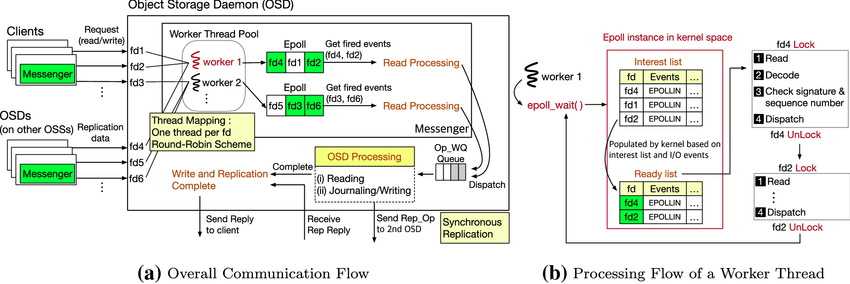 Object Storage Daemon (OSD)
Clients
Messenger
Request
(read/write)
fd1
fd2
fd3
OSDs
(on other OSSs)
Messenger
Replication
data
fd4
fd5
fd6
Worker Thread Pool
worker 1
worker 2
Thread Mapping :
One thread per fd
Round-Robin Scheme
Epoll
fd4 fd1 fd2
Get fired events
(fd4, fd2)
Read Processing
Epoll
fd5 fd3 fd6
Get fired events
(fd3, fd6)
Read Processing
Messenger
Op_WQ
Queue
Dispatch
OSD Processing
(i) Reading
(ii) Journaling/Writing
Complete
Write and Replication
Complete
Send Reply
to client
Receive
Rep Reply
Send Rep_Op
to 2nd OSD
Synchronous
Replication
(a) Overall Communication Flow
worker 1
epoll_wait( )
Epoll instance in kernel space
Interest list
fd Events ...
fd4 EPOLLIN ...
fd1 EPOLLIN ...
fd2 EPOLLIN ...
Populated by kernel based on
interest list and I/O events
Ready list
fd Events ...
fd4 EPOLLIN ...
fd2 EPOLLIN ...
fd4 Lock
1 Read
2 Decode
3 Check signature &
sequence number
4 Dispatch
fd4 UnLock
fd2 Lock
1 Read
⋮
4 Dispatch
fd2 UnLock
(b) Processing Flow of a Worker Thread